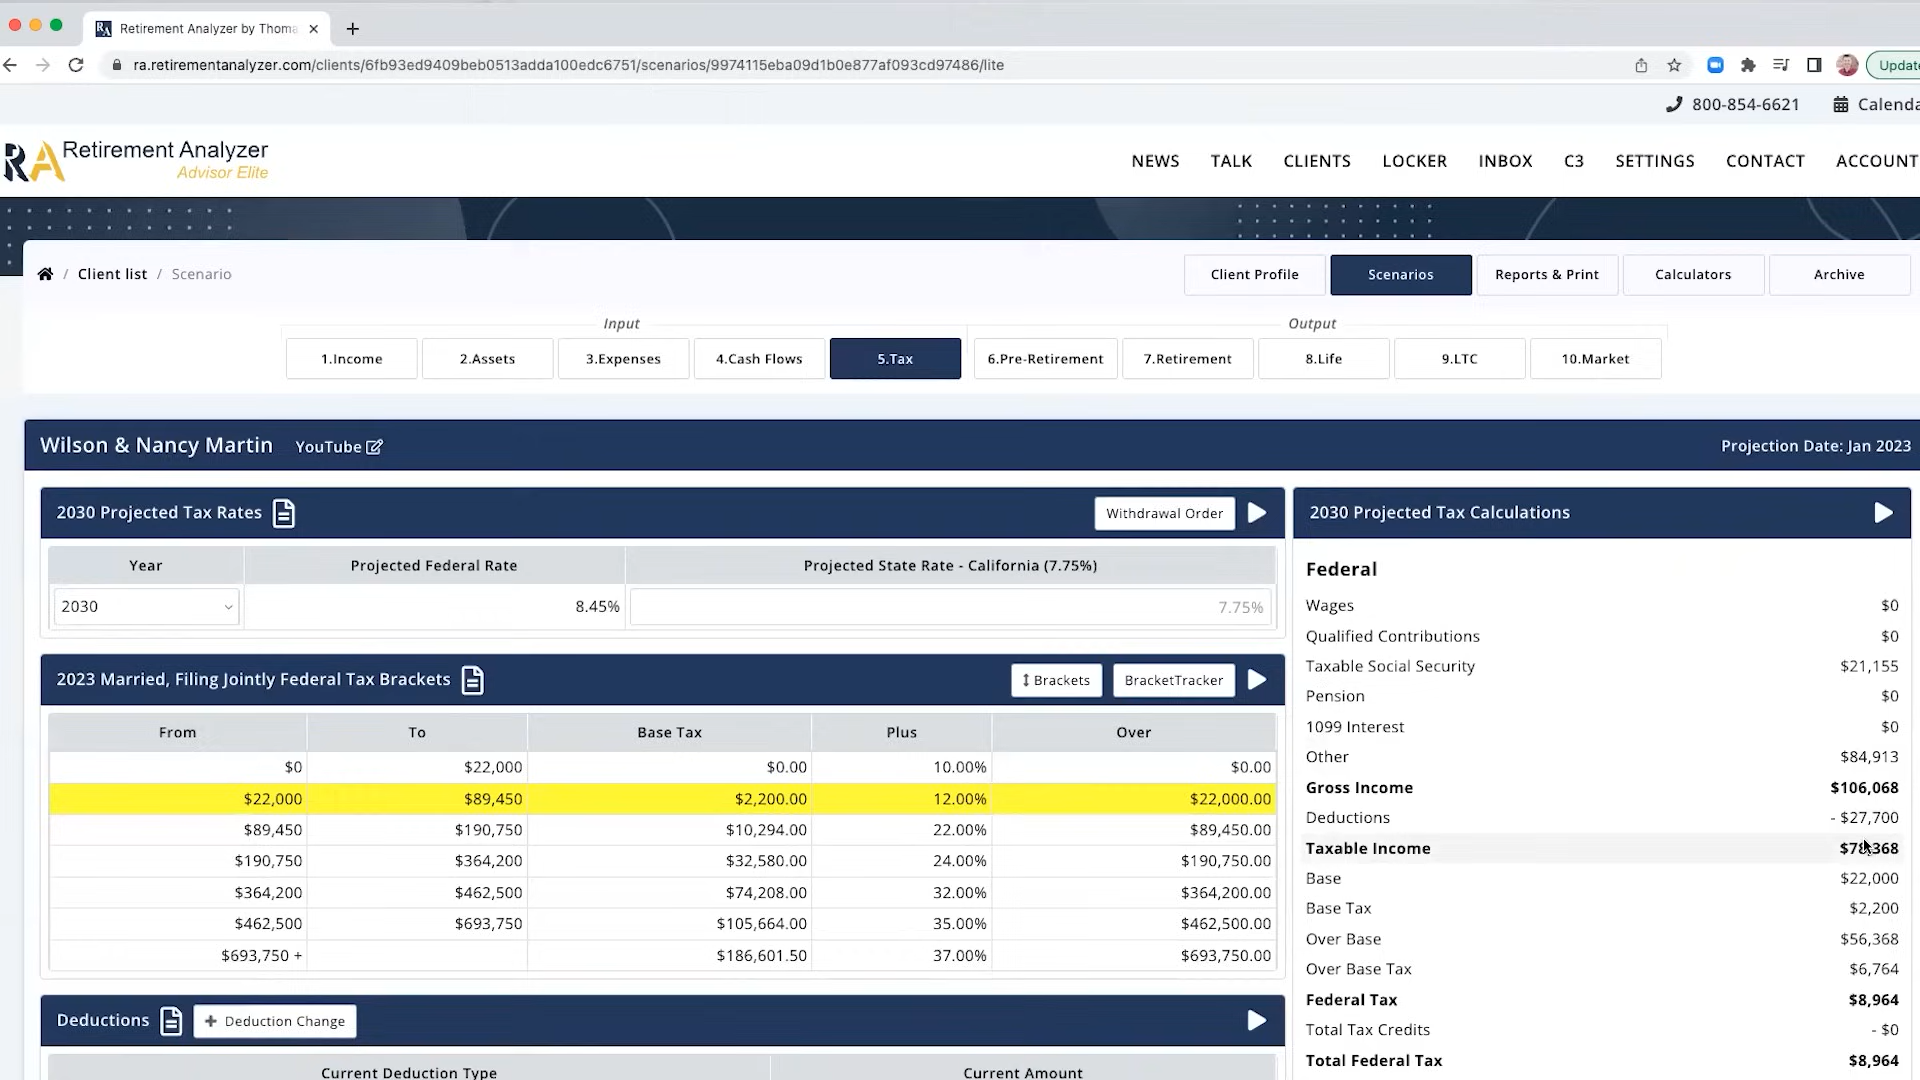 Retirement Analyzer by Thoma
ra.retirementanalyzer.com/clients/6fb93ed9409beb0513adda100edc6751/scenarios/9974115eba09d1b0e877af093cd97486/lite
Update
800-854-6621 Calenda
RA Retirement Analyzer
Advisor Elite
NEWS TALK CLIENTS LOCKER INBOX C3 SETTINGS CONTACT ACCOUNT
/ Client list / Scenario
Client Profile Scenarios Reports & Print Calculators Archive
Input Output
1.Income 2.Assets 3.Expenses 4.Cash Flows 5.Tax 6.Pre-Retirement 7.Retirement 8.Life 9.LTC 10.Market
Wilson & Nancy Martin YouTube Projection Date: Jan 2023
2030 Projected Tax Rates Withdrawal Order
Year Projected Federal Rate Projected State Rate - California (7.75%)
2030 8.45% 7.75%
2023 Married, Filing Jointly Federal Tax Brackets Brackets BracketTracker
From To Base Tax Plus Over
$0 $22,000 $0.00 10.00% $0.00
$22,000 $89,450 $2,200.00 12.00% $22,000.00
$89,450 $190,750 $10,294.00 22.00% $89,450.00
$190,750 $364,200 $32,580.00 24.00% $190,750.00
$364,200 $462,500 $74,208.00 32.00% $364,200.00
$462,500 $693,750 $105,664.00 35.00% $462,500.00
$693,750 + $186,601.50 37.00% $693,750.00
Deductions + Deduction Change
Current Deduction Type Current Amount
2030 Projected Tax Calculations
Federal
Wages $0
Qualified Contributions $0
Taxable Social Security $21,155
Pension $0
1099 Interest $0
Other $84,913
Gross Income $106,068
Deductions - $27,700
Taxable Income $78,368
Base $22,000
Base Tax $2,200
Over Base $56,368
Over Base Tax $6,764
Federal Tax $8,964
Total Tax Credits - $0
Total Federal Tax $8,964